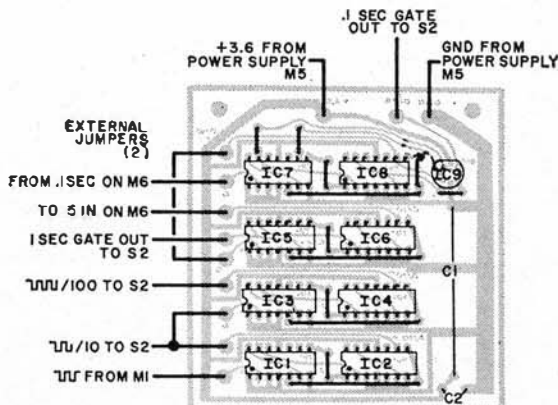 .1 SEC GATE
OUT TO S2
+3.6 FROM
POWER SUPPLY
M5
GND FROM
POWER SUPPLY
M5
EXTERNAL
JUMPERS
(2)
FROM .1SEC ON M6
TO 5 IN ON M6
1 SEC GATE OUT
TO S2
/100 TO S2
/10 TO S2
FROM M1
IC7
IC8
IC9
IC5
IC6
C1
IC3
IC4
IC1
IC2
C2